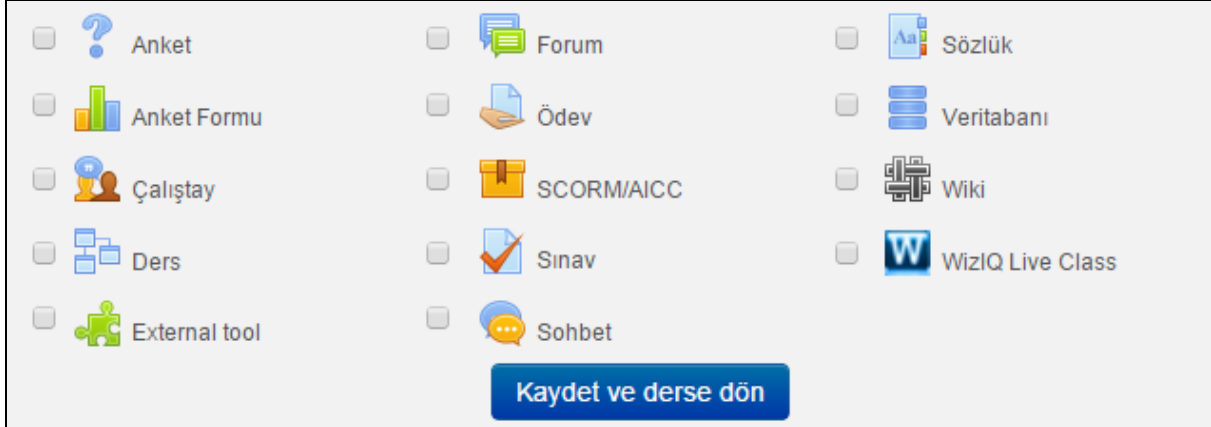 Anket Forum Sözlük
Anket Formu Ödev Veritabanı
Çalıştay SCORM/AICC Wiki
Ders Sınav WizIQ Live Class
External tool Sohbet
Kaydet ve derse dön